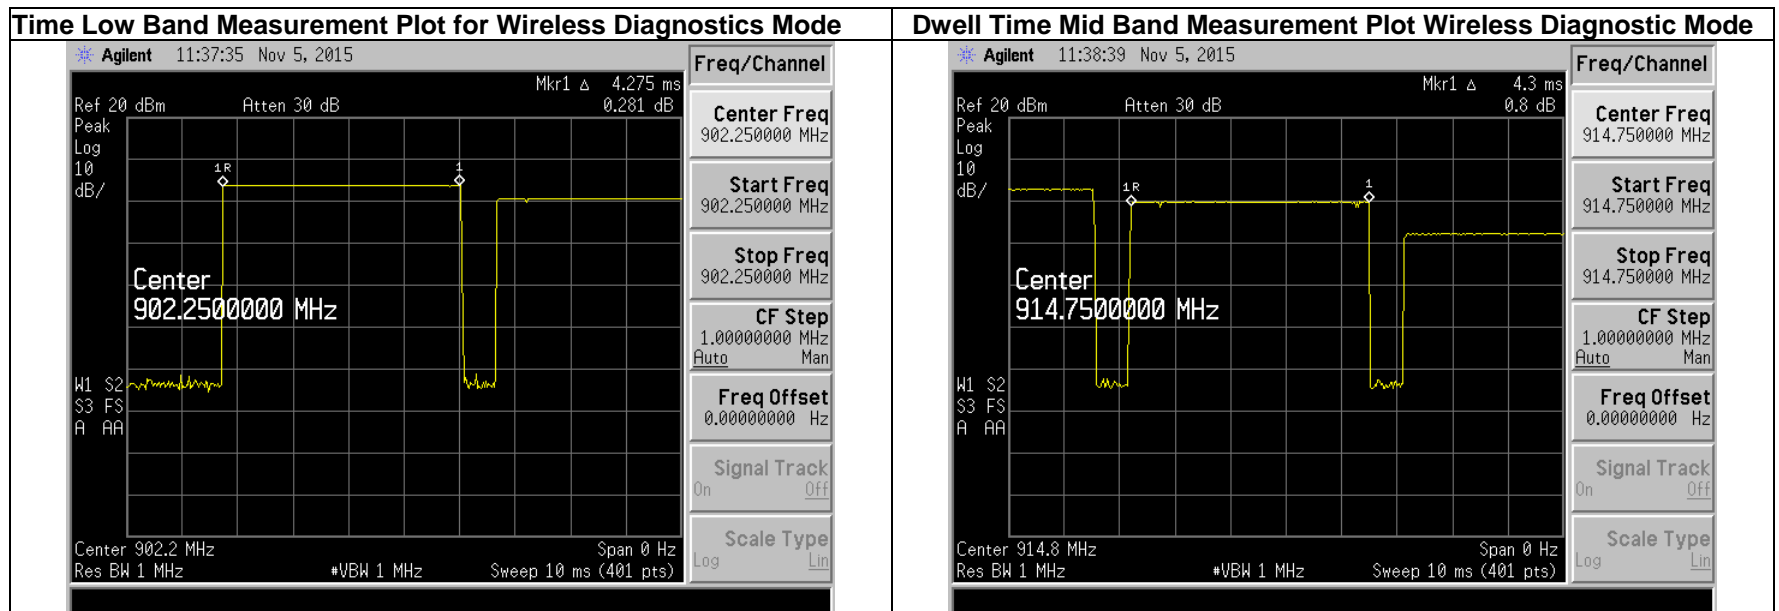 Time Low Band Measurement Plot for Wireless Diagnostics Mode
Agilent 11:37:35 Nov 5, 2015
Freq/Channel
Mkr1 Δ 4.275 ms
Ref 20 dBm Atten 30 dB 0.281 dB
Peak
Log
10
dB/
1R
1
Center
902.2500000 MHz
W1 S2
S3 FS
A AA
Center 902.2 MHz Span 0 Hz
Res BW 1 MHz #VBW 1 MHz Sweep 10 ms (401 pts)
Center Freq
902.250000 MHz
Start Freq
902.250000 MHz
Stop Freq
902.250000 MHz
CF Step
1.00000000 MHz
Auto Man
Freq Offset
0.00000000 Hz
Signal Track
On Off
Scale Type
Log Lin
Dwell Time Mid Band Measurement Plot Wireless Diagnostic Mode
Agilent 11:38:39 Nov 5, 2015
Freq/Channel
Mkr1 Δ 4.3 ms
Ref 20 dBm Atten 30 dB 0.8 dB
Peak
Log
10
dB/
1R
1
Center
914.7500000 MHz
W1 S2
S3 FS
A AA
Center 914.8 MHz Span 0 Hz
Res BW 1 MHz #VBW 1 MHz Sweep 10 ms (401 pts)
Center Freq
914.750000 MHz
Start Freq
914.750000 MHz
Stop Freq
914.750000 MHz
CF Step
1.00000000 MHz
Auto Man
Freq Offset
0.00000000 Hz
Signal Track
On Off
Scale Type
Log Lin